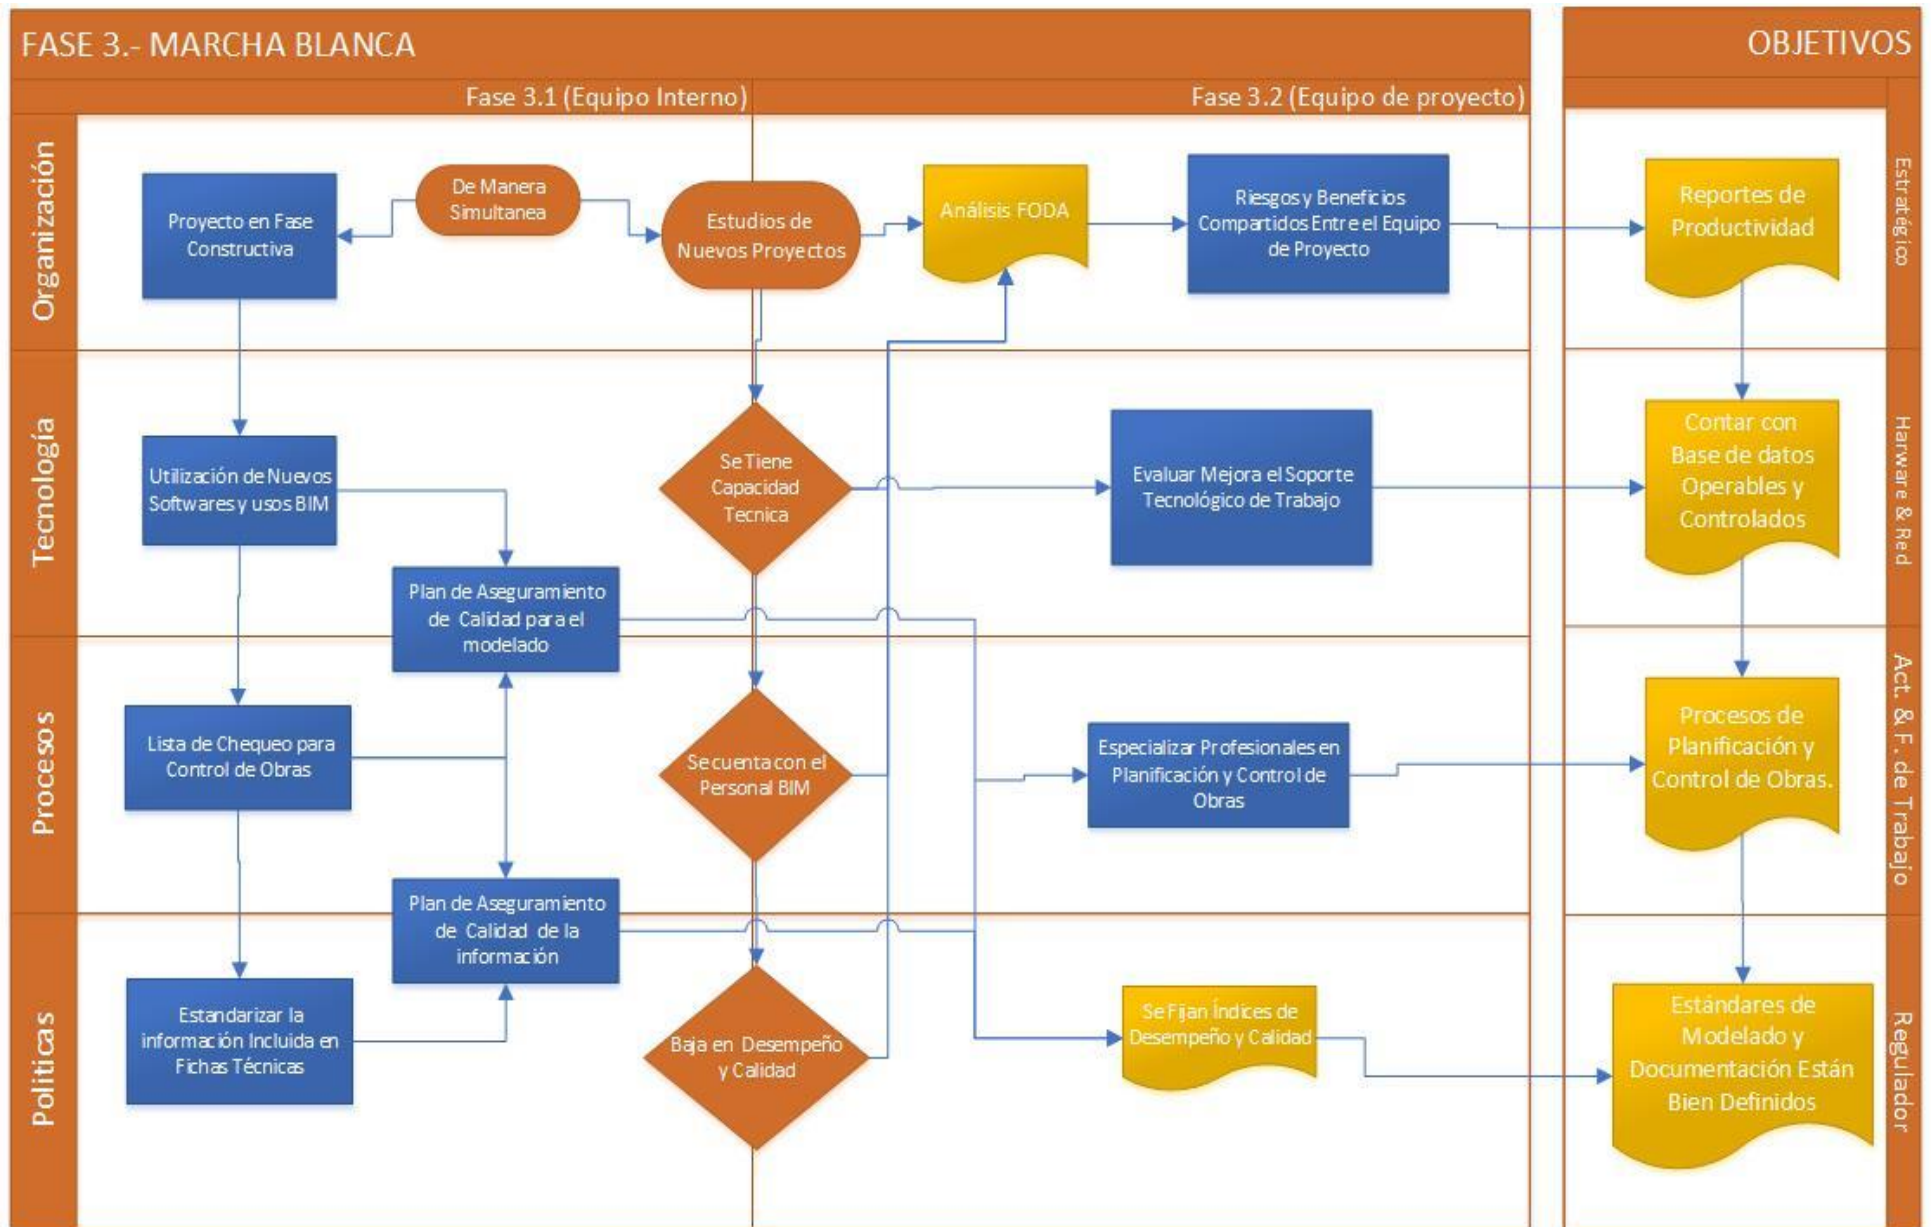 FASE 3.- MARCHA BLANCA
OBJETIVOS
Fase 3.1 (Equipo Interno)
Fase 3.2 (Equipo de proyecto)
Organización
Proyecto en Fase
Constructiva
De Manera
Simultanea
Estudios de
Nuevos Proyectos
Análisis FODA
Riesgos y Beneficios
Compartidos Entre el Equipo
de Proyecto
Reportes de
Productividad
Estratégico
Tecnología
Utilización de Nuevos
Softwares y usos BIM
Se Tiene
Capacidad
Tecnica
Evaluar Mejora el Soporte
Tecnológico de Trabajo
Contar con
Base de datos
Operables y
Controlados
Harware & Red
Plan de Aseguramiento
de Calidad para el
modelado
Procesos
Lista de Chequeo para
Control de Obras
Se cuenta con el
Personal BIM
Especializar Profesionales en
Planificación y Control de
Obras
Procesos de
Planificación y
Control de Obras.
Act. & F. de Trabajo
Plan de Aseguramiento
de Calidad de la
información
Politicas
Estandarizar la
información Incluida en
Fichas Técnicas
Baja en Desempeño
y Calidad
Se Fijan Índices de
Desempeño y Calidad
Estándares de
Modelado y
Documentación Están
Bien Definidos
Regulador